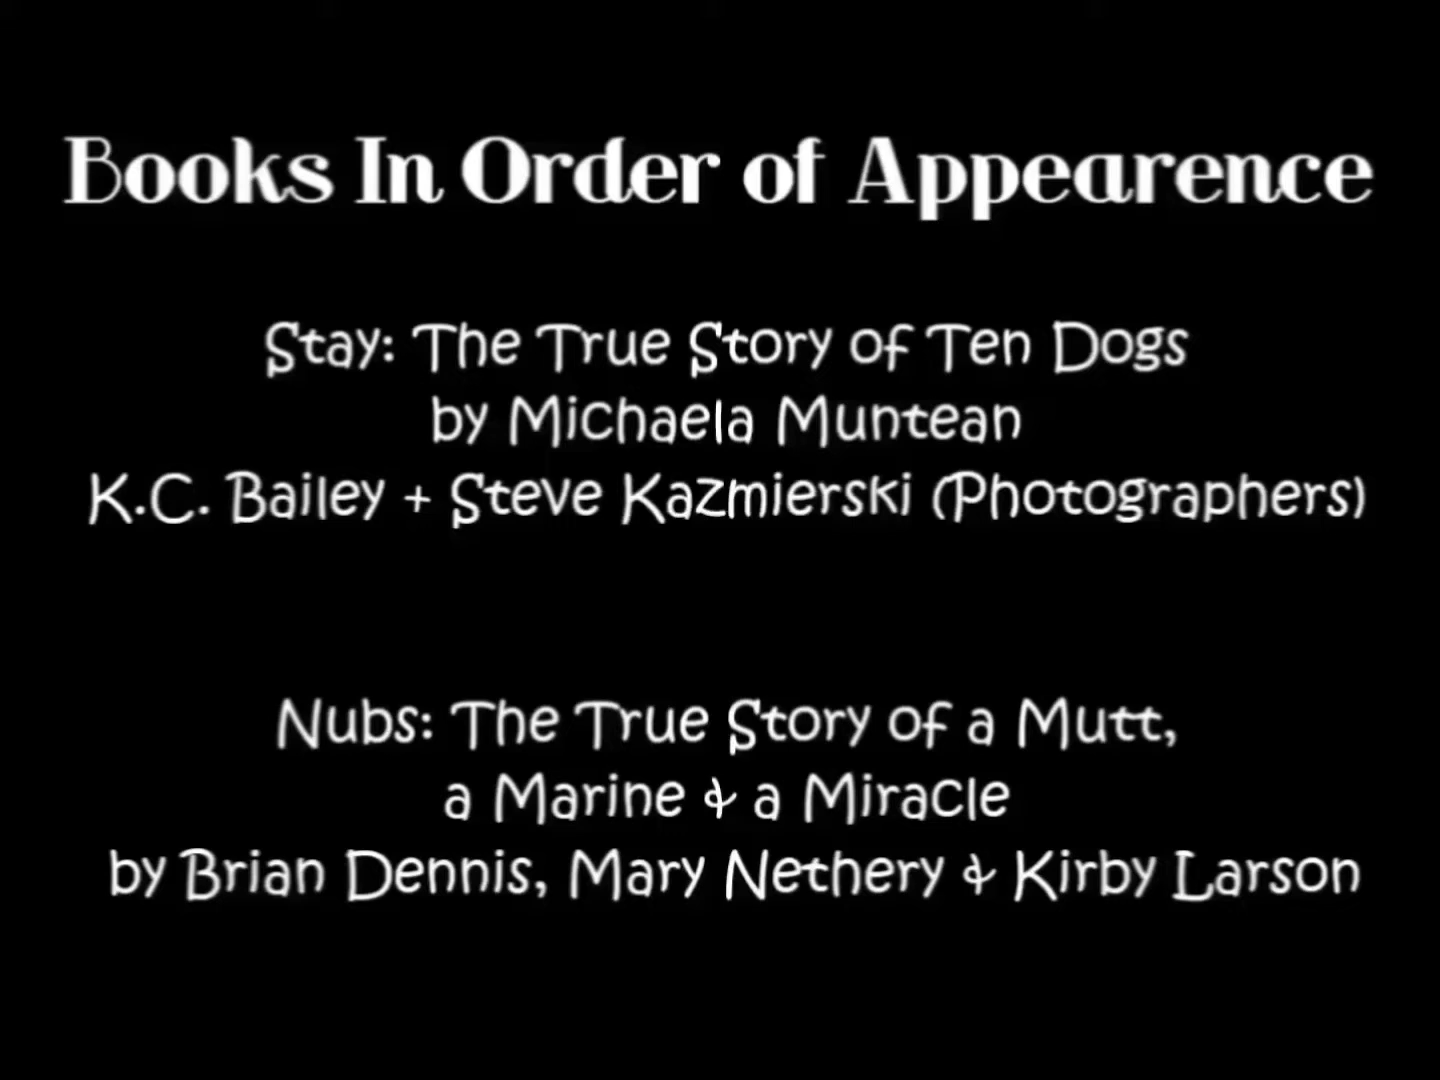 Books In Order of Appearence
Stay: The True Story of Ten Dogs
by Michaela Muntean
K.C. Bailey + Steve Kazmierski (Photographers)
Nubs: The True Story of a Mutt,
a Marine & a Miracle
by Brian Dennis, Mary Nethery & Kirby Larson